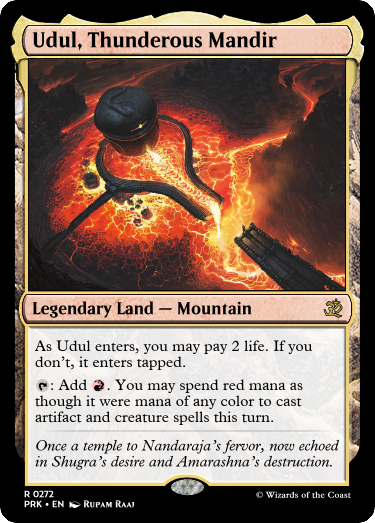 Udul, Thunderous Mandir
Legendary Land — Mountain
As Udul enters, you may pay 2 life. If you
don't, it enters tapped.
: Add . You may spend red mana as
though it were mana of any color to cast
artifact and creature spells this turn.
Once a temple to Nandaraja's fervor, now echoed
in Shugra's desire and Amarashna's destruction.
R 0272
PRK • EN Rupam Raaj
© Wizards of the Coast